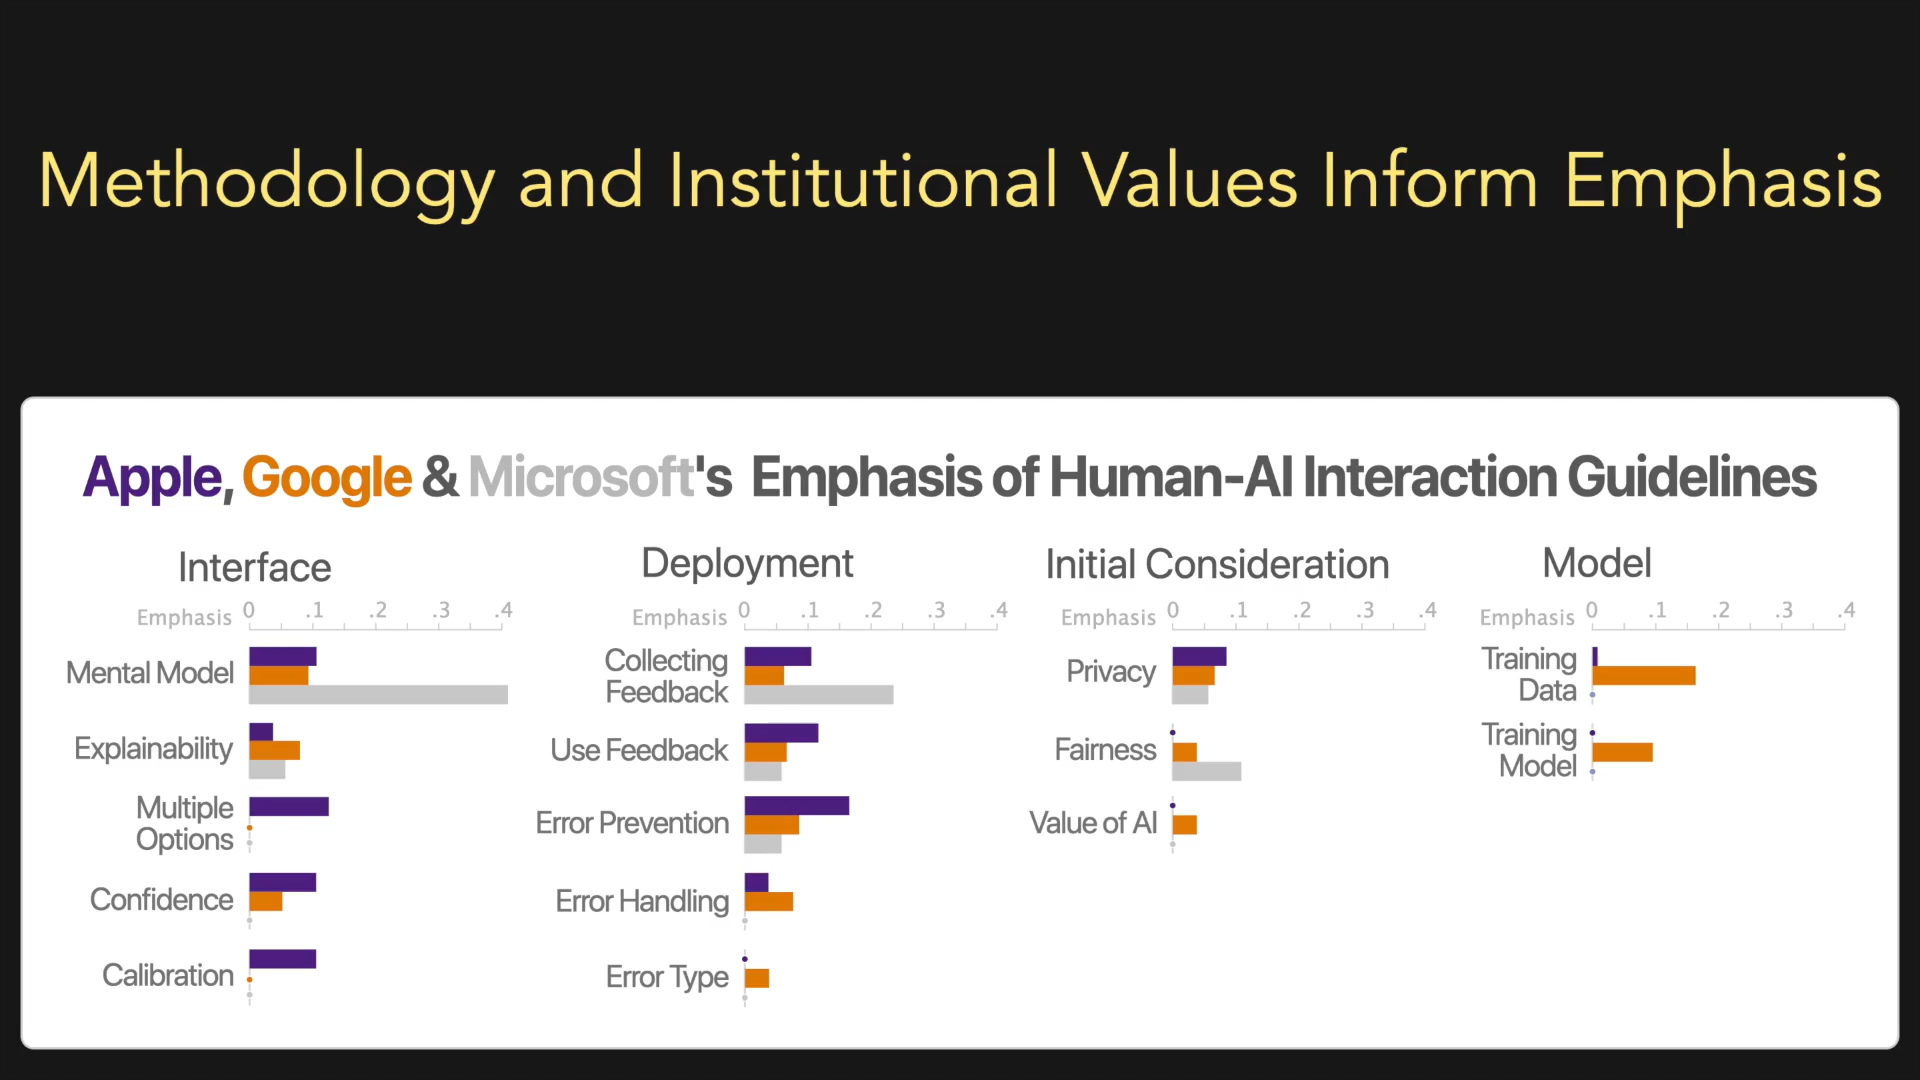 Methodology and Institutional Values Inform Emphasis
Apple, Google & Microsoft's Emphasis of Human-AI Interaction Guidelines
Interface
Emphasis 0 .1 .2 .3 .4
Mental Model
Explainability
Multiple
Options
Confidence
Calibration
Deployment
Emphasis 0 .1 .2 .3 .4
Collecting
Feedback
Use Feedback
Error Prevention
Error Handling
Error Type
Initial Consideration
Emphasis 0 .1 .2 .3 .4
Privacy
Fairness
Value of AI
Model
Emphasis 0 .1 .2 .3 .4
Training
Data
Training
Model